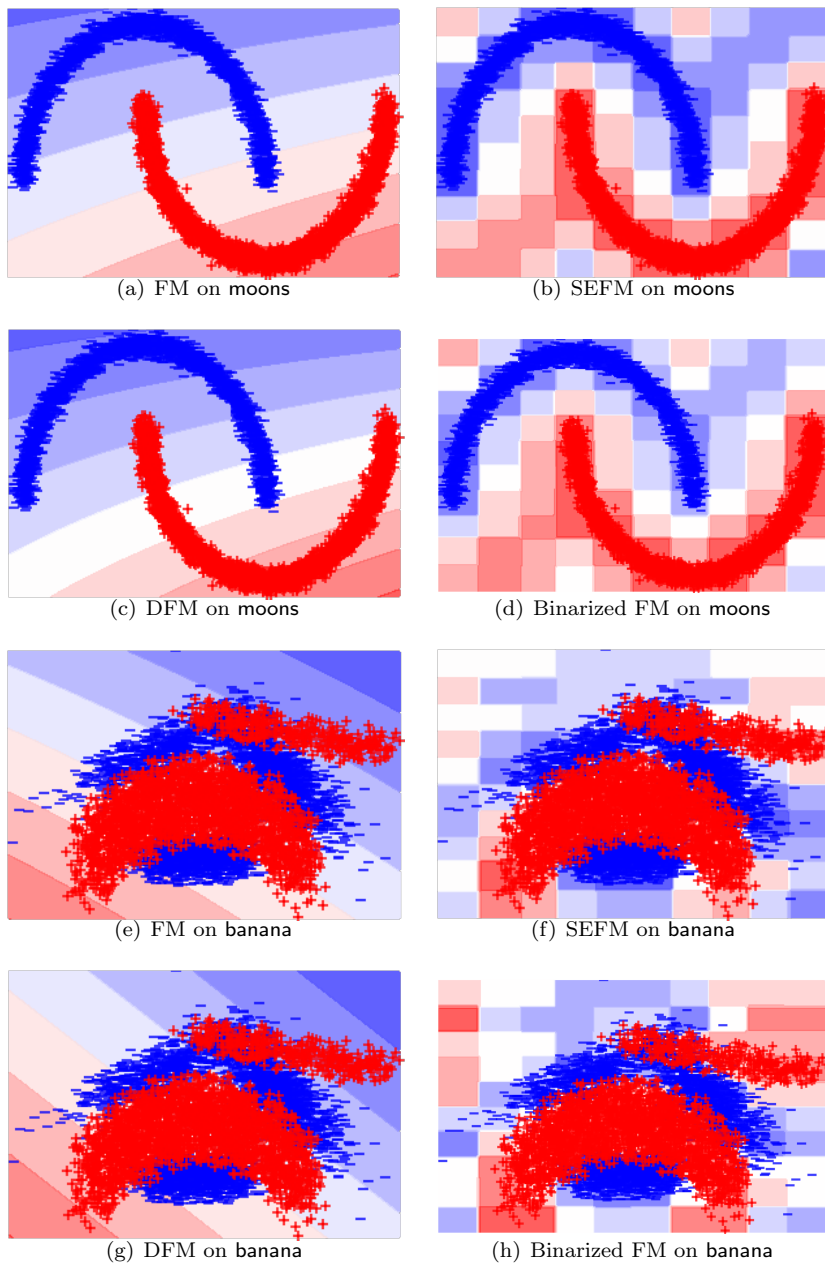 (a) FM on moons
(b) SEFM on moons
(c) DFM on moons
(d) Binarized FM on moons
(e) FM on banana
(f) SEFM on banana
(g) DFM on banana
(h) Binarized FM on banana